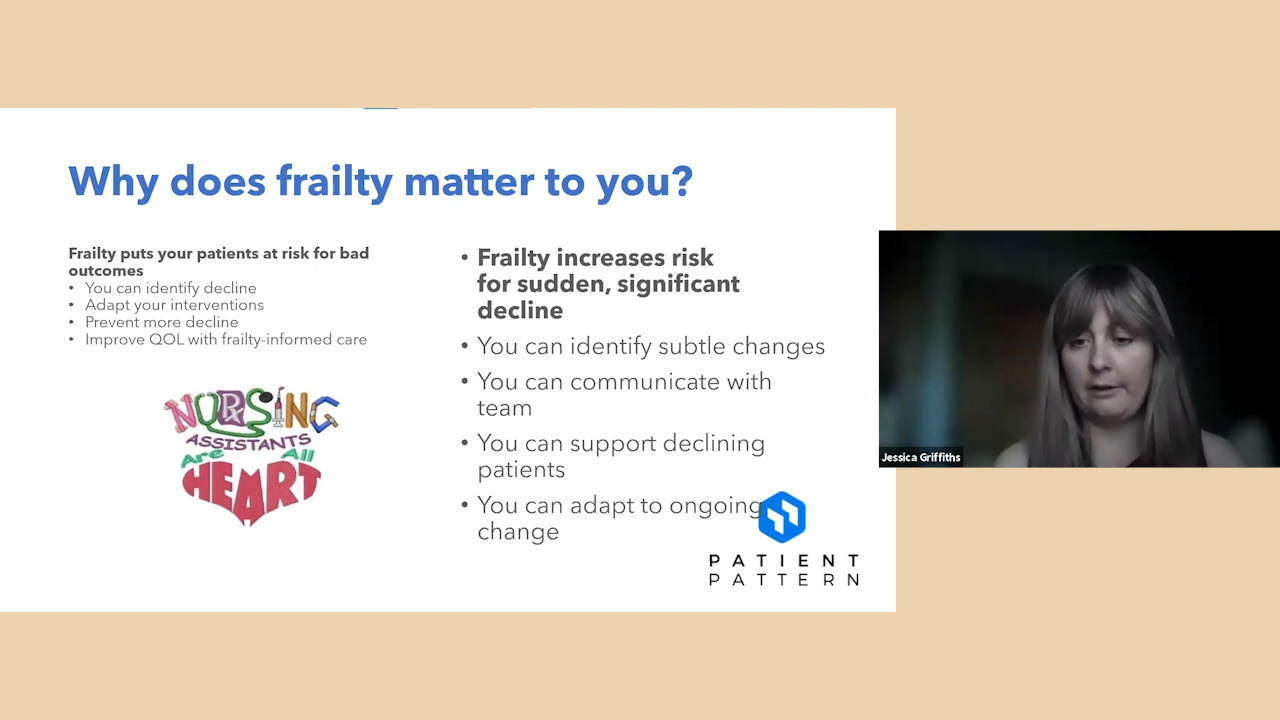 Why does frailty matter to you?
Frailty puts your patients at risk for bad
outcomes
• You can identify decline
• Adapt your interventions
• Prevent more decline
• Improve QOL with frailty-informed care
NURSING
ASSISTANTS
Are All
HEART
• Frailty increases risk
for sudden, significant
decline
• You can identify subtle changes
• You can communicate with
team
• You can support declining
patients
• You can adapt to ongoing
change
PATIENT
PATTERN
Jessica Griffiths